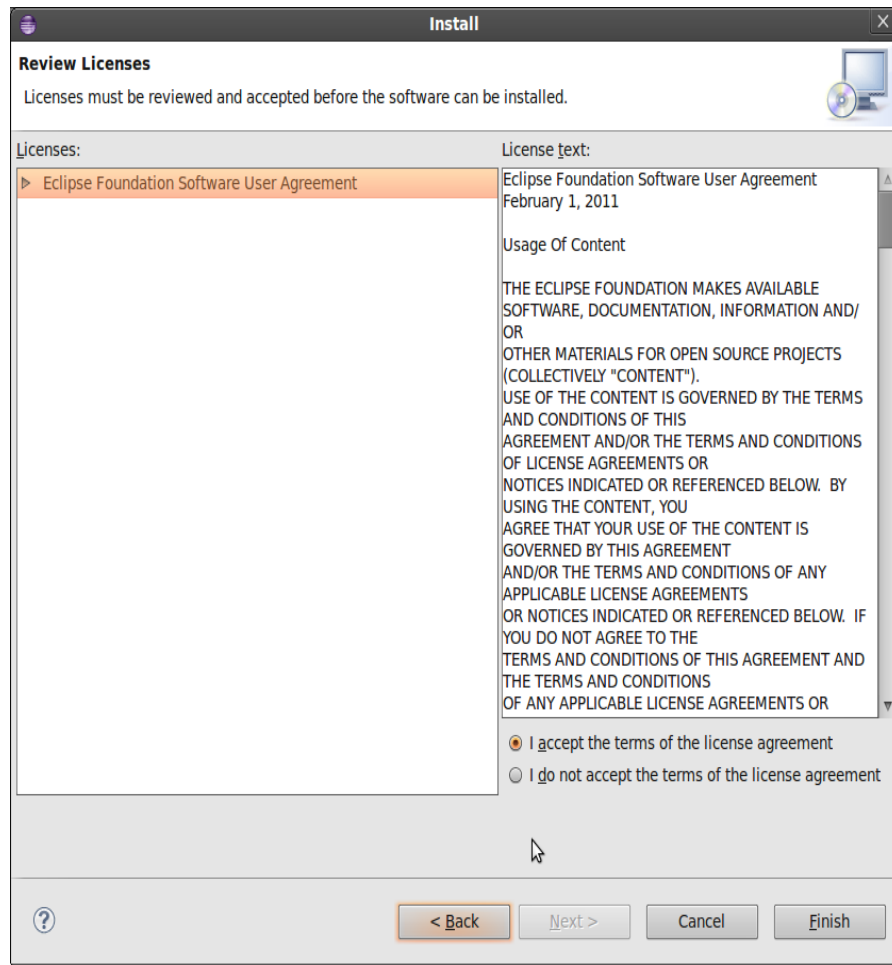 Install
X
Review Licenses
Licenses must be reviewed and accepted before the software can be installed.
Licenses:
Eclipse Foundation Software User Agreement
License text:
Eclipse Foundation Software User Agreement
February 1, 2011
Usage Of Content
THE ECLIPSE FOUNDATION MAKES AVAILABLE
SOFTWARE, DOCUMENTATION, INFORMATION AND/
OR
OTHER MATERIALS FOR OPEN SOURCE PROJECTS
(COLLECTIVELY "CONTENT").
USE OF THE CONTENT IS GOVERNED BY THE TERMS
AND CONDITIONS OF THIS
AGREEMENT AND/OR THE TERMS AND CONDITIONS
OF LICENSE AGREEMENTS OR
NOTICES INDICATED OR REFERENCED BELOW.  BY
USING THE CONTENT, YOU
AGREE THAT YOUR USE OF THE CONTENT IS
GOVERNED BY THIS AGREEMENT
AND/OR THE TERMS AND CONDITIONS OF ANY
APPLICABLE LICENSE AGREEMENTS
OR NOTICES INDICATED OR REFERENCED BELOW.  IF
YOU DO NOT AGREE TO THE
TERMS AND CONDITIONS OF THIS AGREEMENT AND
THE TERMS AND CONDITIONS
OF ANY APPLICABLE LICENSE AGREEMENTS OR
I accept the terms of the license agreement
I do not accept the terms of the license agreement
?
< Back
Next >
Cancel
Finish